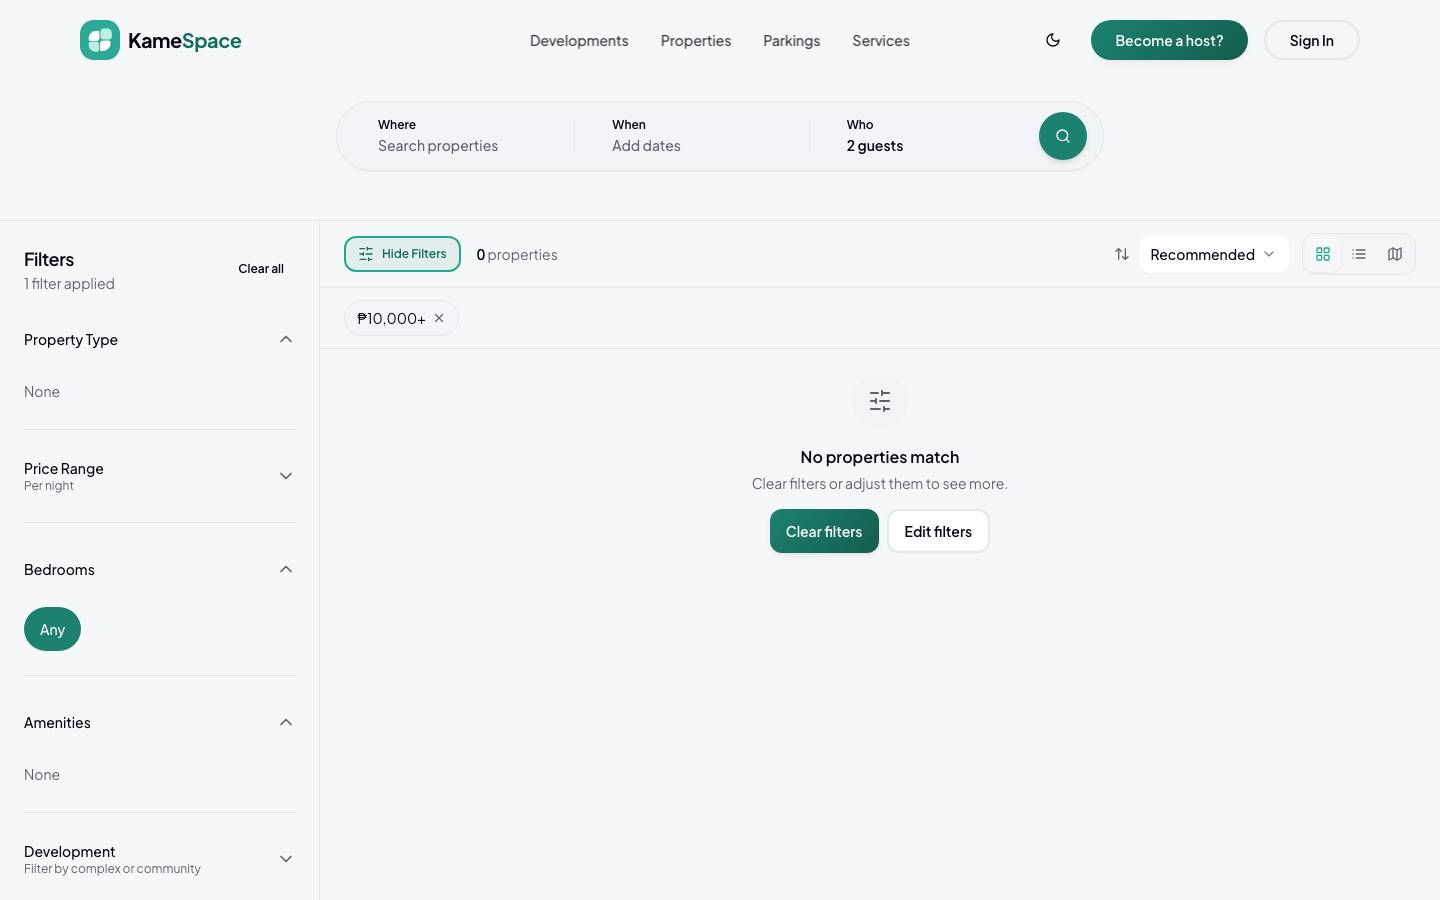 KameSpace
Developments
Properties
Parkings
Services
Become a host?
Sign In
Where
Search properties
When
Add dates
Who
2 guests
Filters
1 filter applied
Clear all
Hide Filters
0 properties
Recommended
₱10,000+
Property Type
None
Price Range
Per night
Bedrooms
Any
Amenities
None
Development
Filter by complex or community
No properties match
Clear filters or adjust them to see more.
Clear filters
Edit filters